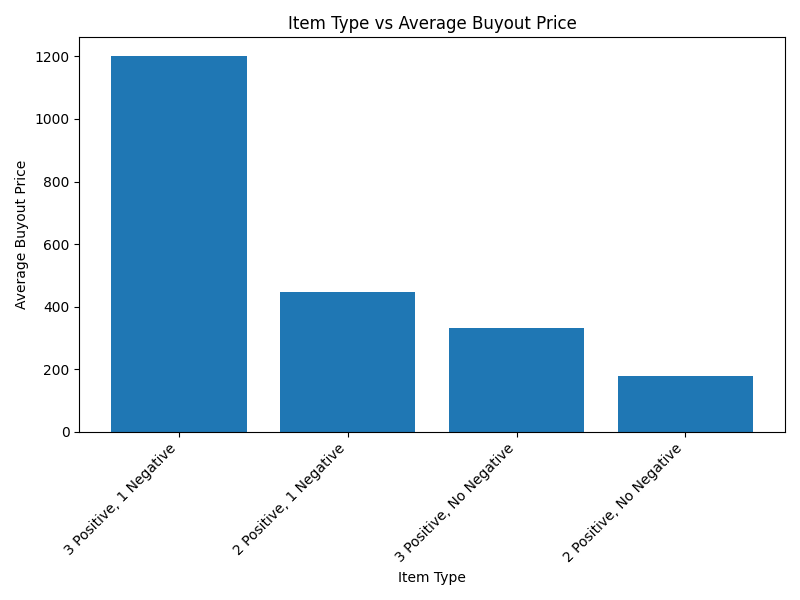 Item Type vs Average Buyout Price
1200
1000
800
600
400
200
0
Average Buyout Price
3 Positive, 1 Negative
2 Positive, 1 Negative
3 Positive, No Negative
2 Positive, No Negative
Item Type